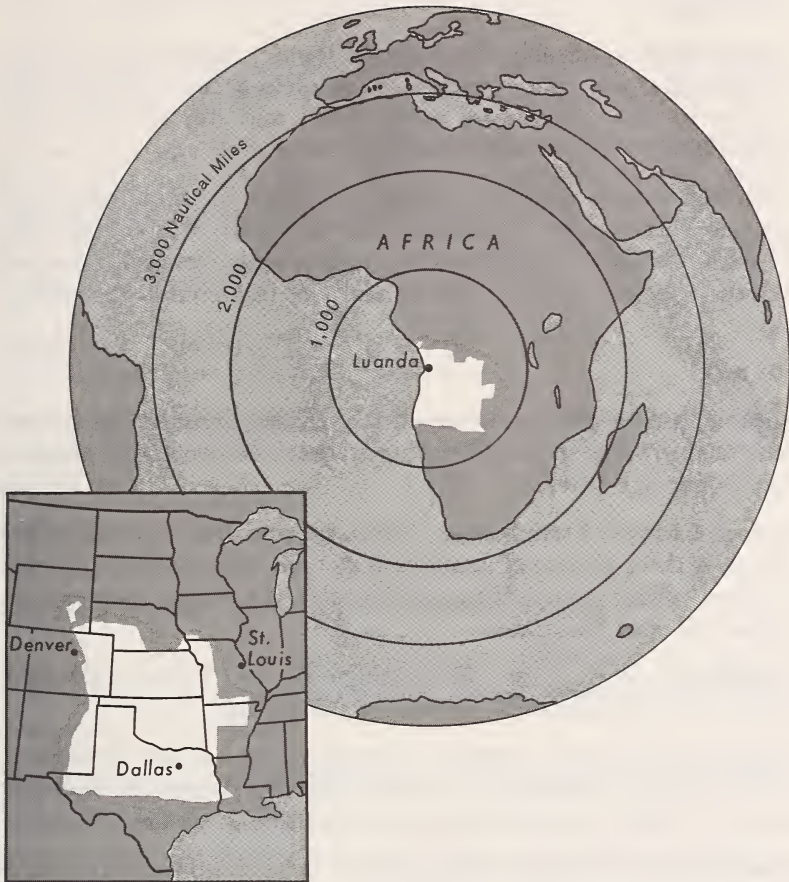 3,000 Nautical Miles
2,000
1,000
AFRICA
Luanda
Denver
St.
Louis
Dallas